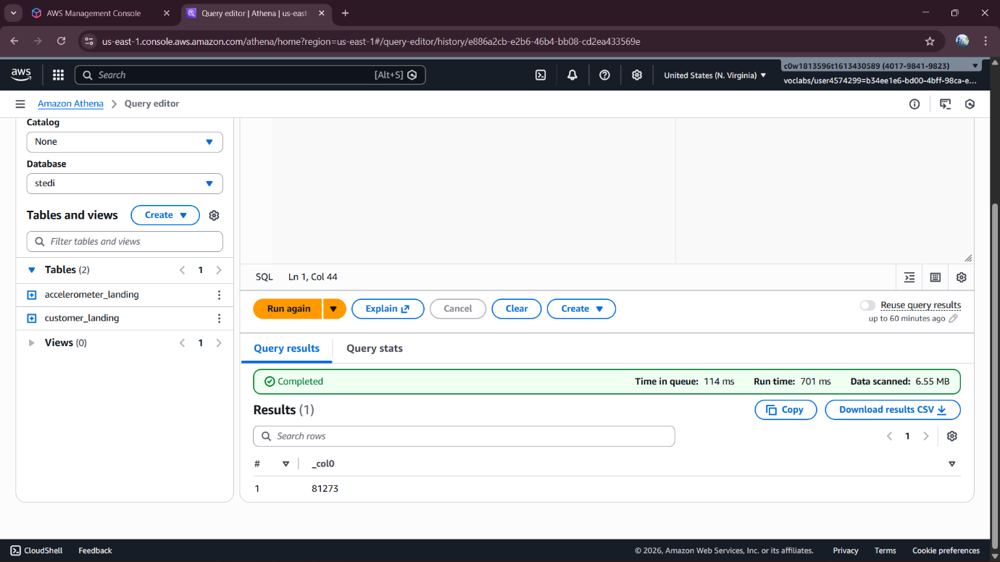 AWS Management Console
Query editor | Athena | us-east-
us-east-1.console.aws.amazon.com/athena/home?region=us-east-1#/query-editor/history/e886a2cb-e2b6-46b4-bb08-cd2ea433569e
aws
Search
[Alt+S]
United States (N. Virginia)
c0w1813596t1613430589 (4017-9841-9823)
voclabs/user4574299=b34ee1e6-bd00-4bff-98ca-e...
Amazon Athena
Query editor
Catalog
None
Database
stedi
Tables and views
Create
Filter tables and views
Tables (2)
1
accelerometer_landing
customer_landing
Views (0)
1
SQL
Ln 1, Col 44
Run again
Explain
Cancel
Clear
Create
Reuse query results
up to 60 minutes ago
Query results
Query stats
Completed
Time in queue: 114 ms
Run time: 701 ms
Data scanned: 6.55 MB
Results (1)
Copy
Download results CSV
Search rows
1
#
_col0
1
81273
CloudShell
Feedback
© 2026, Amazon Web Services, Inc. or its affiliates.
Privacy
Terms
Cookie preferences